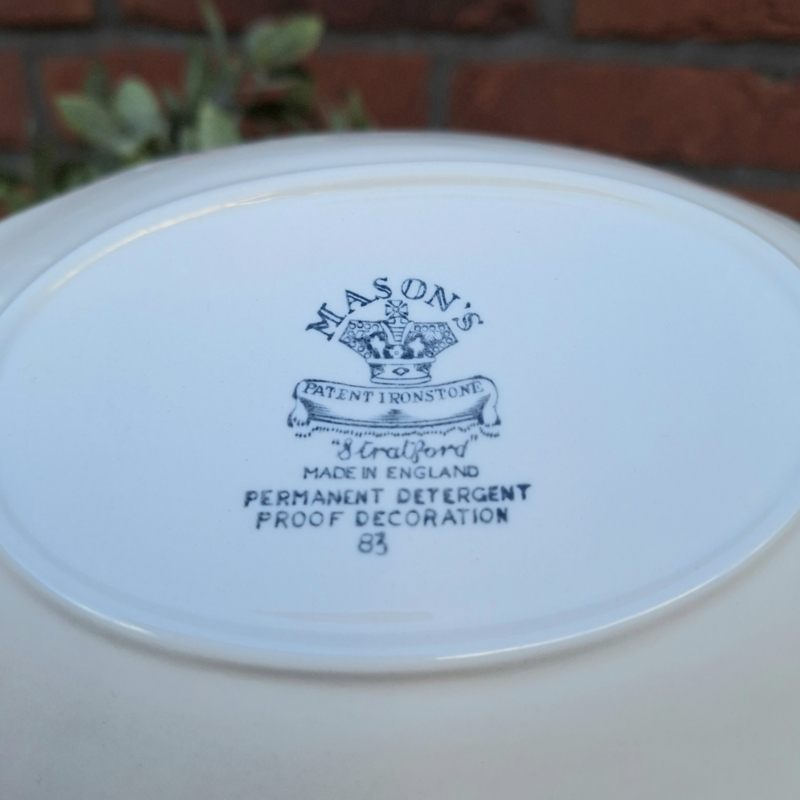 MASON'S
PATENT IRONSTONE
"Stratford"
MADE IN ENGLAND
PERMANENT DETERGENT
PROOF DECORATION
83